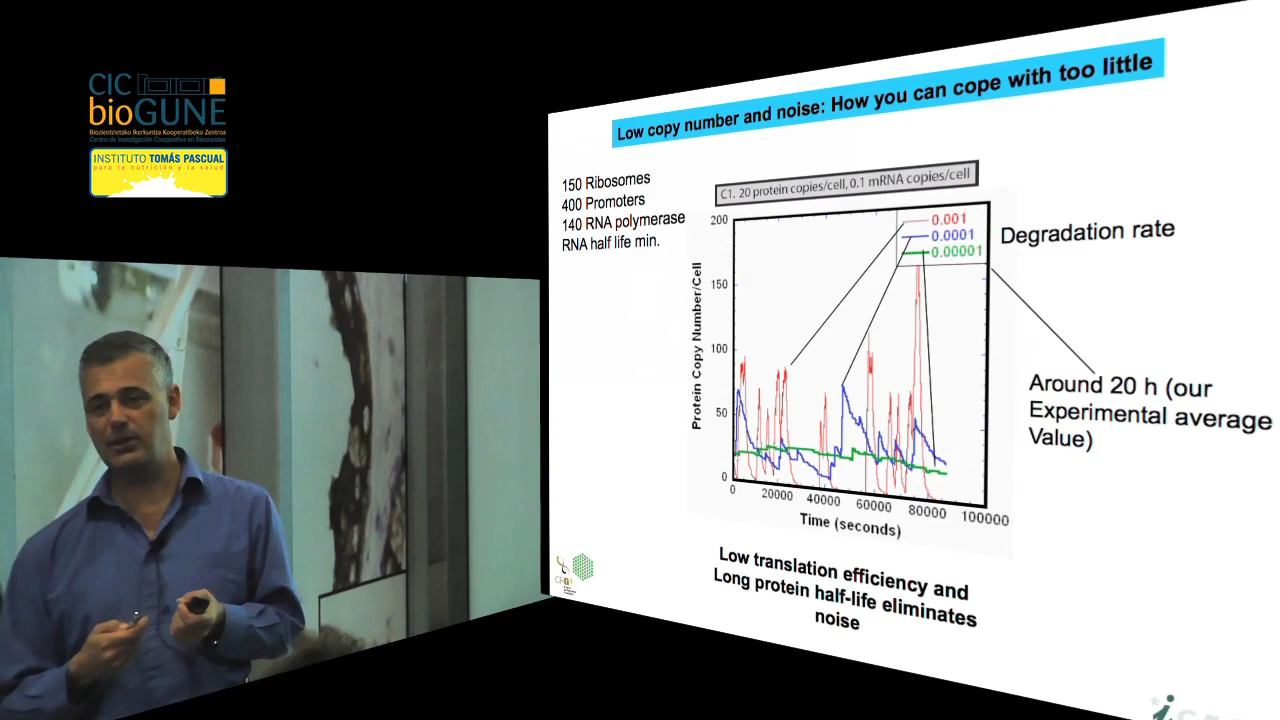 CIC
bioGUNE
Biozientzietako Ikerkuntza Kooperatiboko Zentroa
Centro de Investigación Cooperativa en Biociencias
INSTITUTO TOMÁS PASCUAL
para la nutrición y la salud
Low copy number and noise: How you can cope with too little
150 Ribosomes
400 Promoters
140 RNA polymerase
RNA half life min.
C1. 20 protein copies/cell, 0.1 mRNA copies/cell
200
150
100
50
0
Protein Copy Number/Cell
0.001
0.0001
0.00001
Degradation rate
Around 20 h (our
Experimental average
Value)
0
20000
40000
60000
80000
100000
Time (seconds)
Low translation efficiency and
Long protein half-life eliminates
noise
CRG